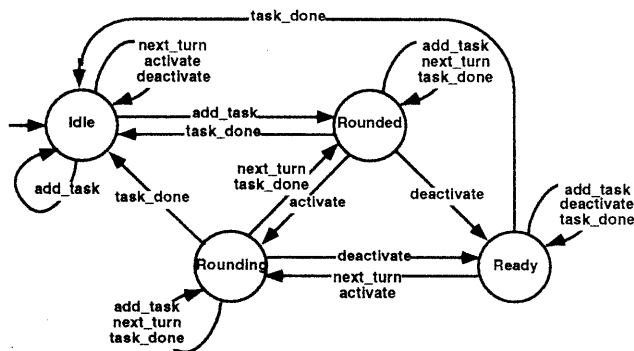 task_done
next_turn
activate
deactivate
add_task
next_turn
task_done
Idle
add_task
task_done
Rounded
add_task
task_done
next_turn
task_done
activate
deactivate
add_task
deactivate
task_done
Rounding
deactivate
next_turn
activate
Ready
add_task
next_turn
task_done